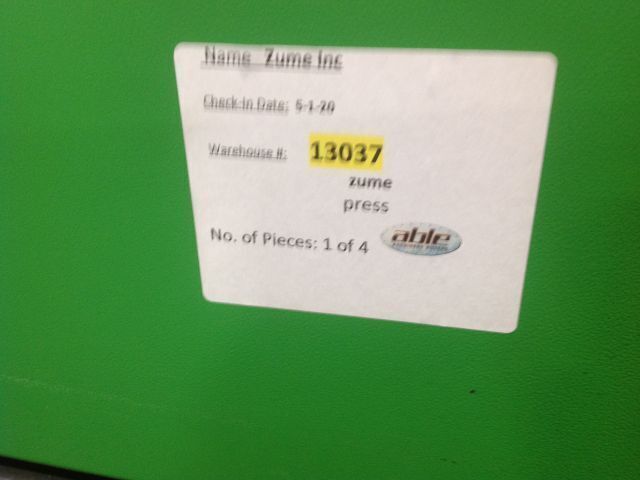 Name Zume Inc
Check-In Date: 5-1-20
Warehouse #: 13037
zume
press
No. of Pieces: 1 of 4
able